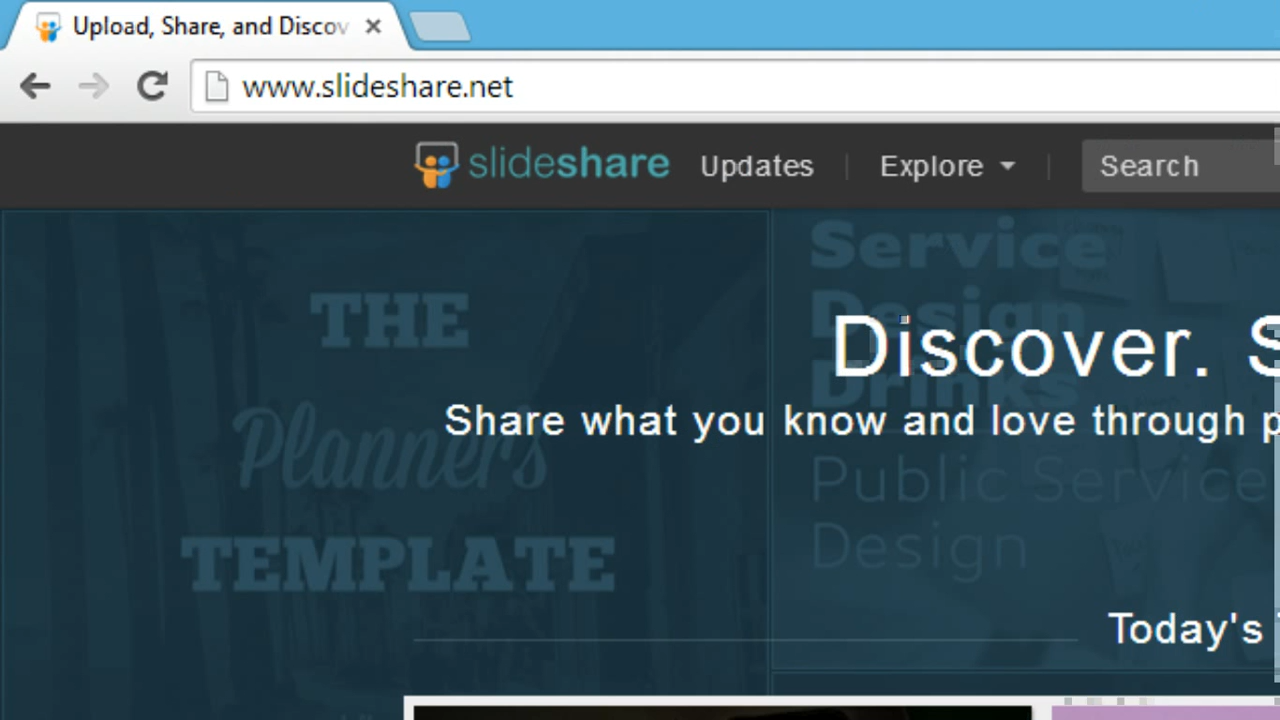 Upload, Share, and Discov
www.slideshare.net
slideshare
Updates
Explore
Search
THE
Planner's
TEMPLATE
Service
Design
Drinks
Discover. S
Share what you know and love through p
Public Service
Design
Today's